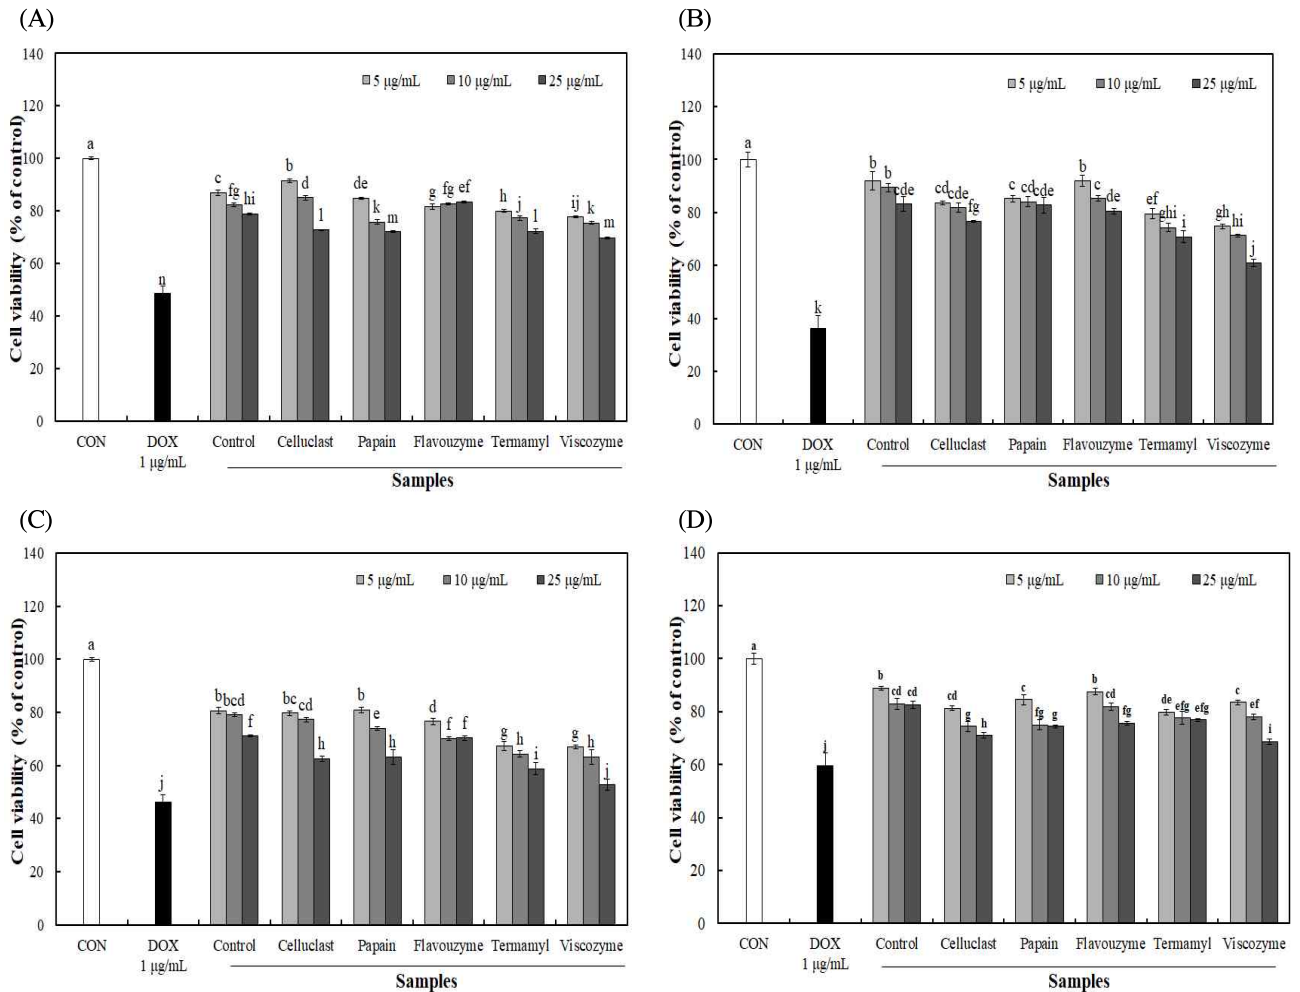 (A)
Cell viability (% of control)
140
120
100
80
60
40
20
0
5 μg/mL 10 μg/mL 25 μg/mL
a
n
c fg hi
b d l
de k m
g fg ef
h j l
ij k m
CON DOX Control Celluclast Papain Flavouzyme Termamyl Viscozyme
1 μg/mL
Samples
(B)
Cell viability (% of control)
140
120
100
80
60
40
20
0
5 μg/mL 10 μg/mL 25 μg/mL
a
k
b b cde
cd cde fg
c cd cde
b c de
ef ghi i
gh hi j
CON DOX Control Celluclast Papain Flavouzyme Termamyl Viscozyme
1 μg/mL
Samples
(C)
Cell viability (% of control)
140
120
100
80
60
40
20
0
5 μg/mL 10 μg/mL 25 μg/mL
a
j
b bcd f
bc cd h
b e h
d f f
g h i
g h j
CON DOX Control Celluclast Papain Flavouzyme Termamyl Viscozyme
1 μg/mL
Samples
(D)
Cell viability (% of control)
140
120
100
80
60
40
20
0
5 μg/mL 10 μg/mL 25 μg/mL
a
j
b cd cd
cd g h
c fg g
b cd fg
de efg efg
c ef i
CON DOX Control Celluclast Papain Flavouzyme Termamyl Viscozyme
1 μg/mL
Samples